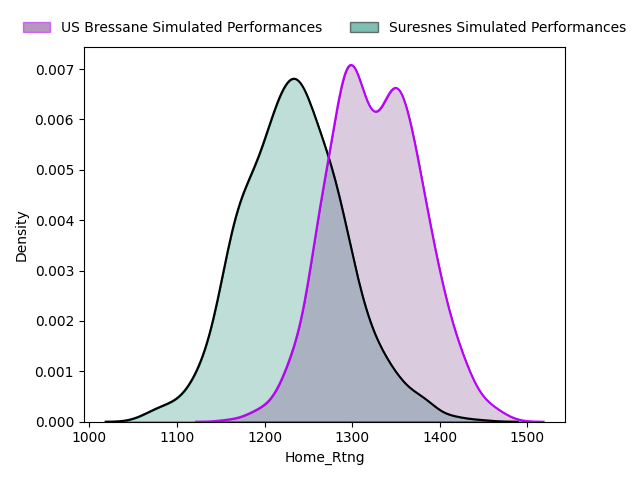 US Bressane Simulated Performances
Suresnes Simulated Performances
0.007
0.006
0.005
0.004
0.003
0.002
0.001
0.000
Density
1000 1100 1200 1300 1400 1500
Home_Rtng